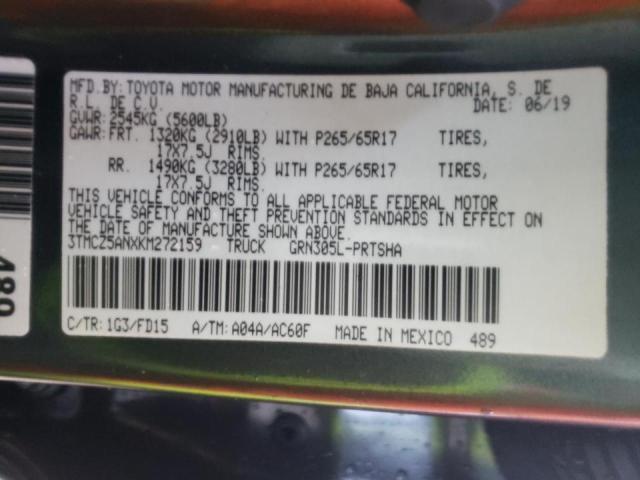 MFD.BY:TOYOTA MOTOR MANUFACTURING DE BAJA CALIFORNIA, S. DE
R.L. DE C.V. DATE: 06/19
GVWR:2545KG (5600LB)
GAWR:FRT. 1320KG (2910LB) WITH P265/65R17 TIRES,
17X7.5J RIMS.
RR. 1490KG (3280LB) WITH P265/65R17 TIRES,
17X7.5J RIMS.
THIS VEHICLE CONFORMS TO ALL APPLICABLE FEDERAL MOTOR
VEHICLE SAFETY AND THEFT PREVENTION STANDARDS IN EFFECT ON
THE DATE OF MANUFACTURE SHOWN ABOVE.
3TMCZ5ANXKM272159 TRUCK GRN305L-PRTSHA
C/TR:1G3/FD15 A/TM:A04A/AC60F MADE IN MEXICO 489
489